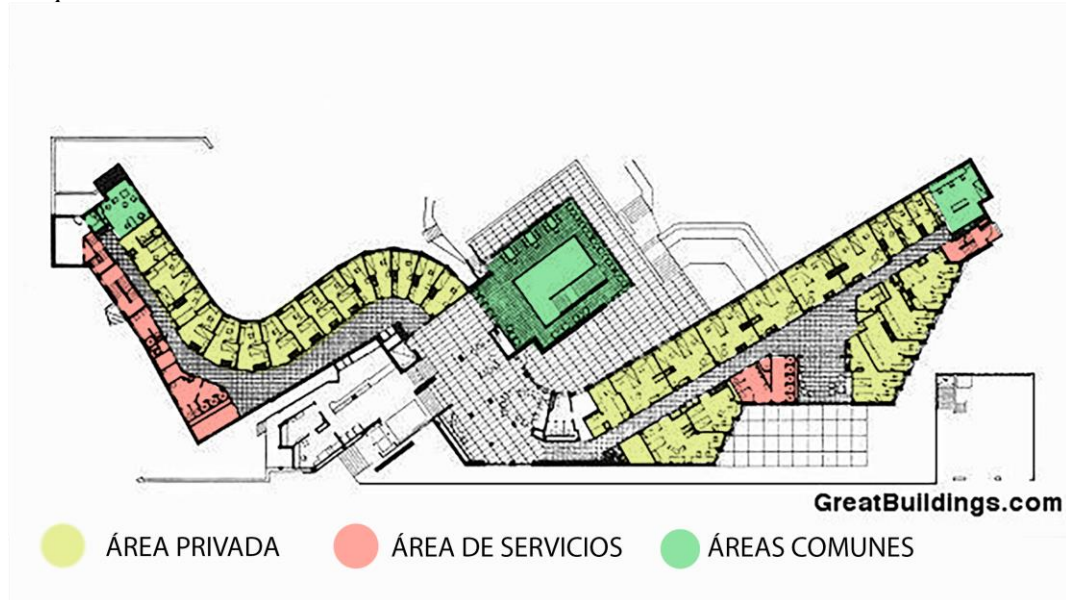 GreatBuildings.com
ÁREA PRIVADA
ÁREA DE SERVICIOS
ÁREAS COMUNES